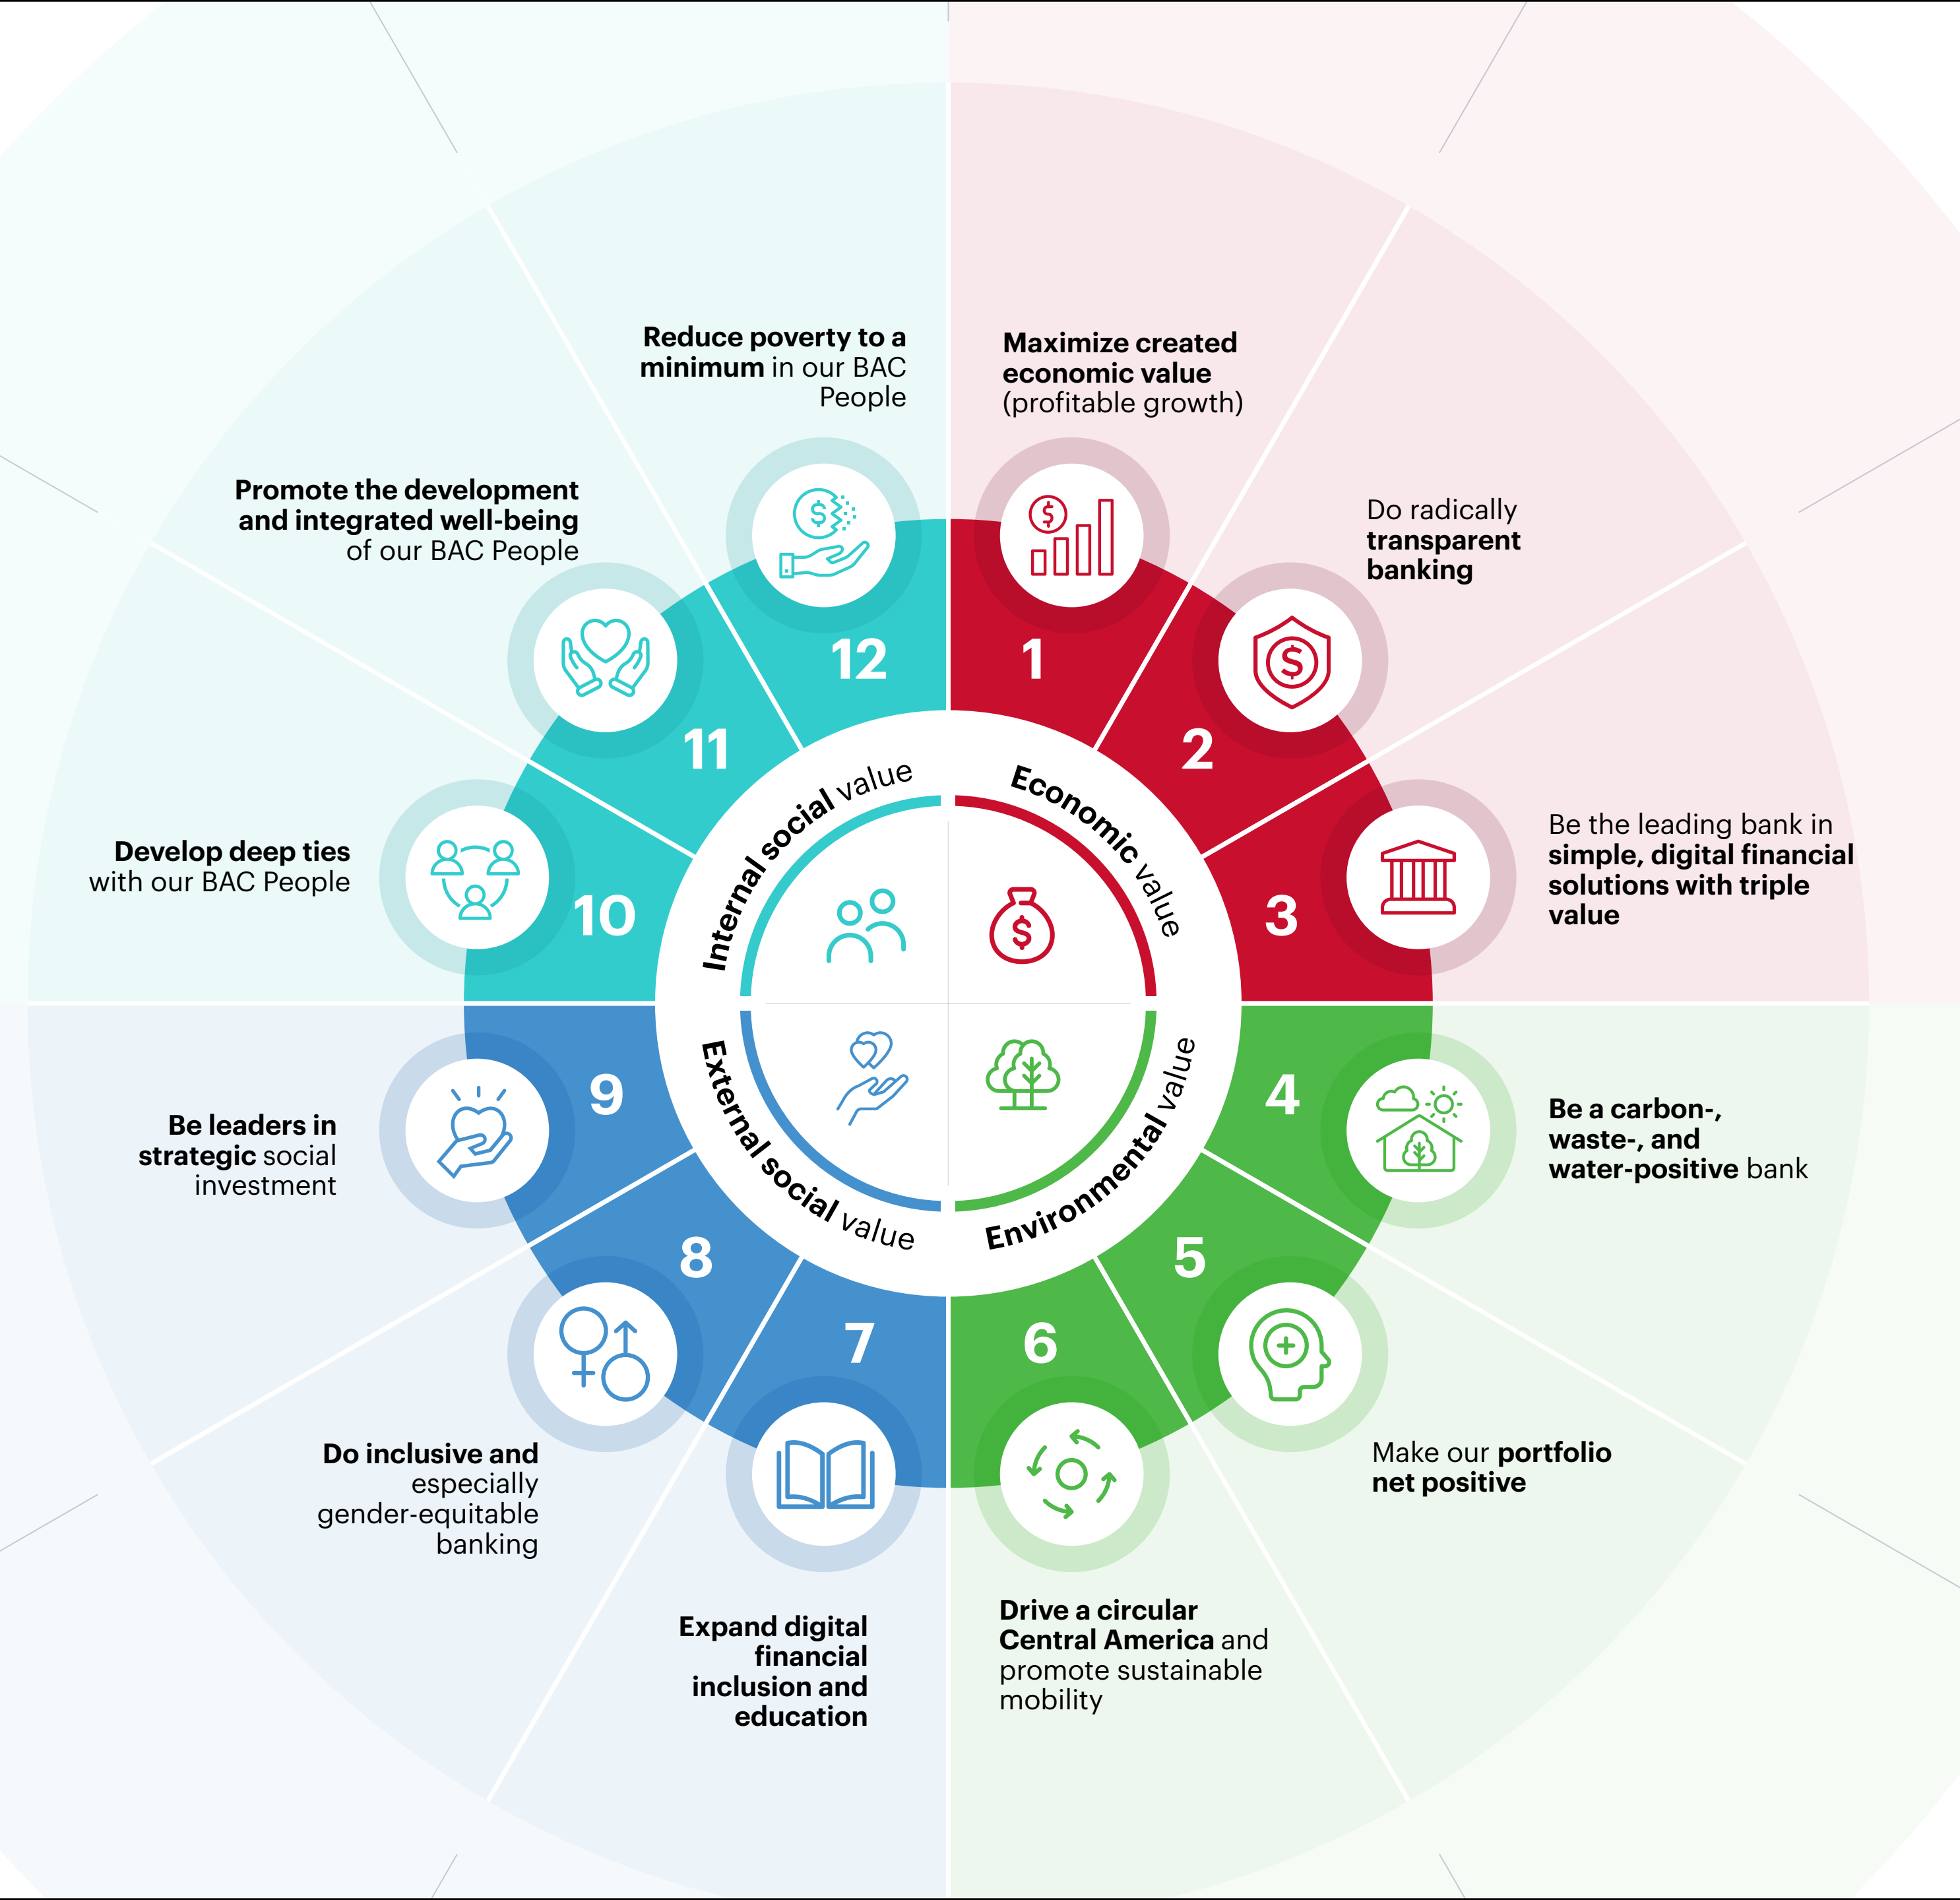 Maximize created
economic value
(profitable growth)
1
Do radically
transparent
banking
2
Be the leading bank in
simple, digital financial
solutions with triple
value
3
Be a carbon-,
waste-, and
water-positive bank
4
Make our portfolio
net positive
5
Drive a circular
Central America and
promote sustainable
mobility
6
Expand digital
financial
inclusion and
education
7
Do inclusive and
especially
gender-equitable
banking
8
Be leaders in
strategic social
investment
9
Develop deep ties
with our BAC People
10
Promote the development
and integrated well-being
of our BAC People
11
Reduce poverty to a
minimum in our BAC
People
12
Economic value
Environmental value
External social value
Internal social value
$
$
$
$